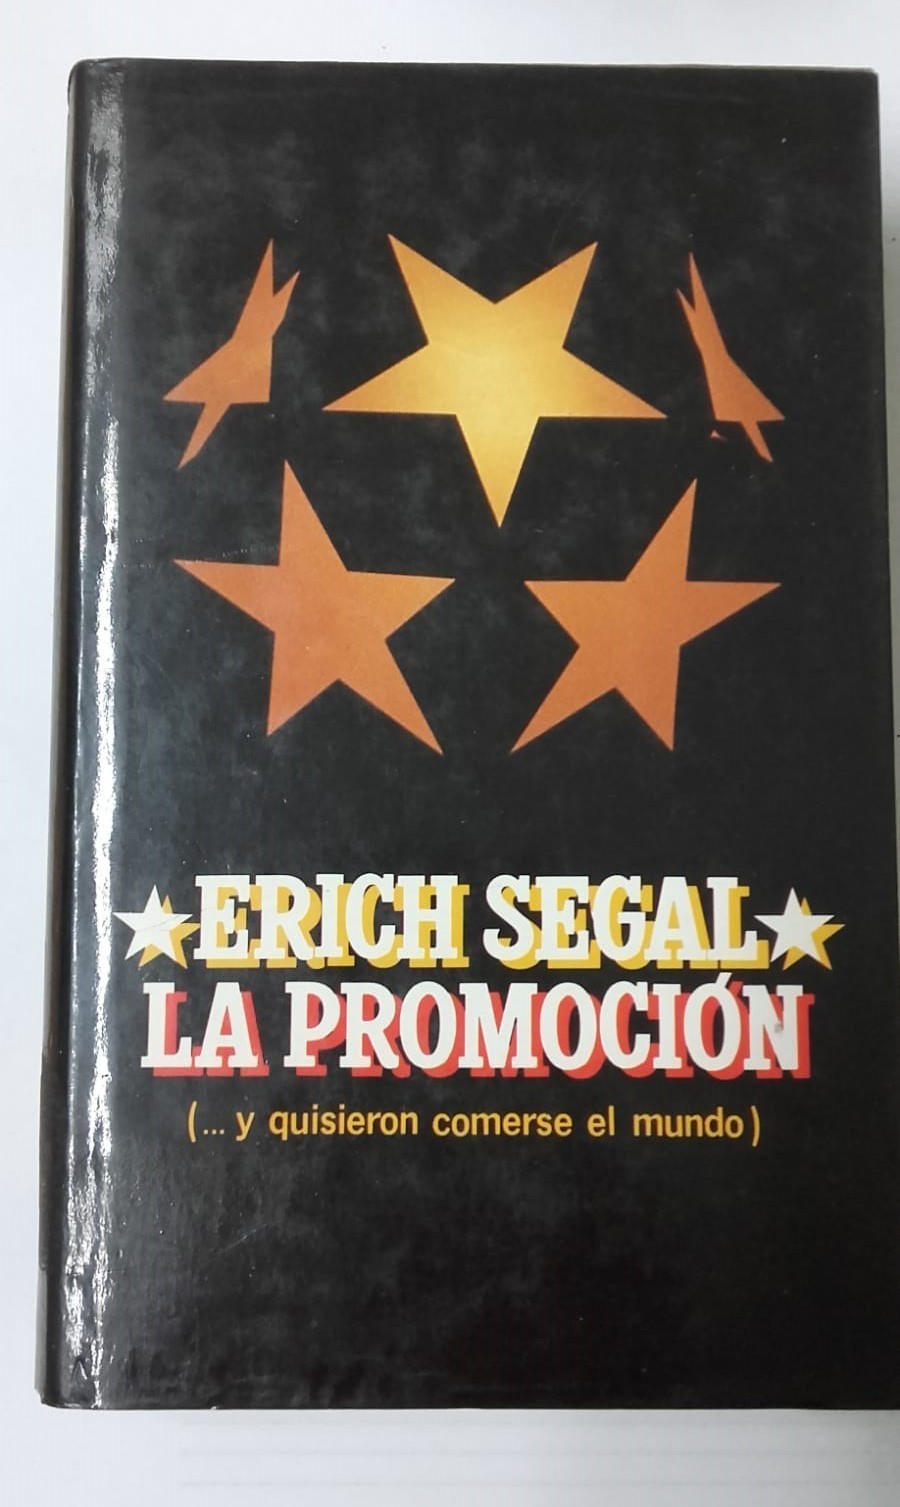 ERICH SEGAL
LA PROMOCIÓN
(... y quisieron comerse el mundo)